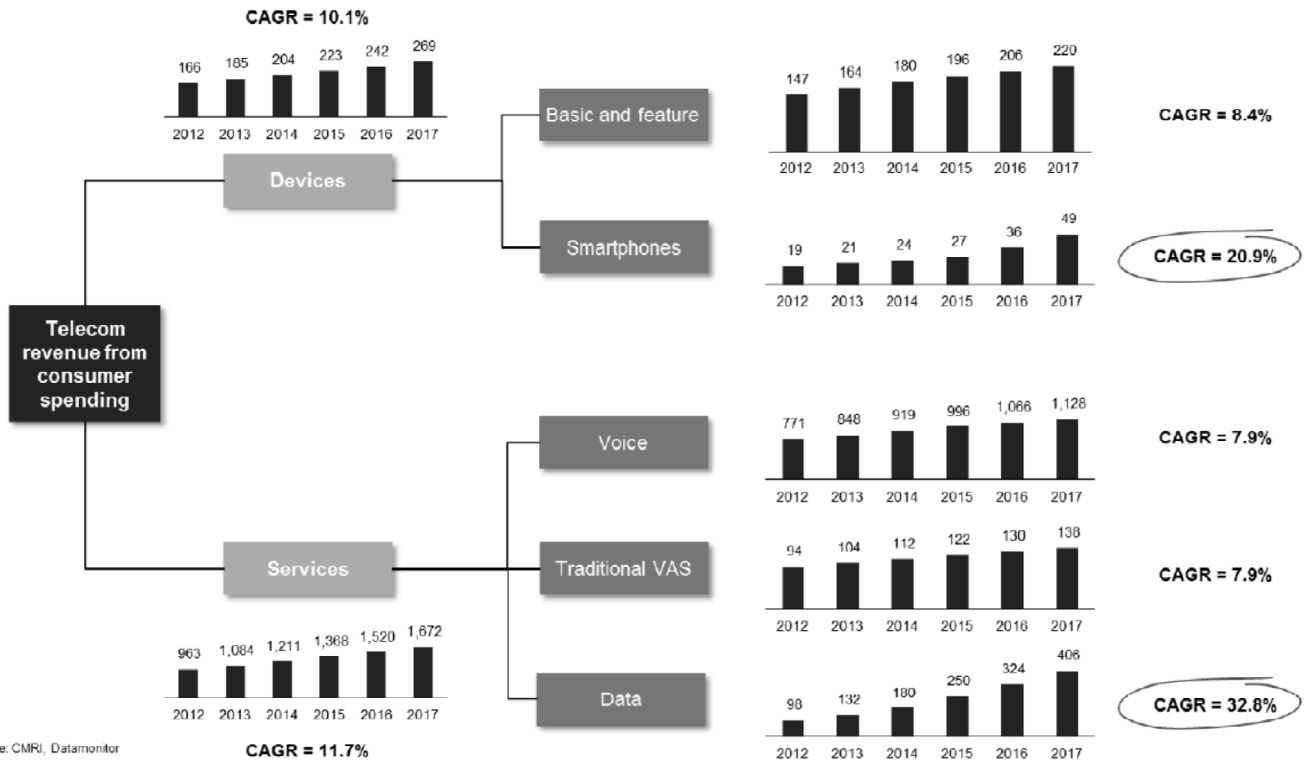 CAGR = 10.1%
166 185 204 223 242 269
2012 2013 2014 2015 2016 2017
Devices
Basic and feature
147 164 180 196 206 220
2012 2013 2014 2015 2016 2017
CAGR = 8.4%
Smartphones
19 21 24 27 36 49
2012 2013 2014 2015 2016 2017
CAGR = 20.9%
Telecom
revenue from
consumer
spending
Voice
771 848 919 996 1,066 1,128
2012 2013 2014 2015 2016 2017
CAGR = 7.9%
Services
963 1,084 1,211 1,368 1,520 1,672
2012 2013 2014 2015 2016 2017
CAGR = 11.7%
Traditional VAS
94 104 112 122 130 138
2012 2013 2014 2015 2016 2017
CAGR = 7.9%
Data
98 132 180 250 324 406
2012 2013 2014 2015 2016 2017
CAGR = 32.8%
e: CMRI, Datamonitor